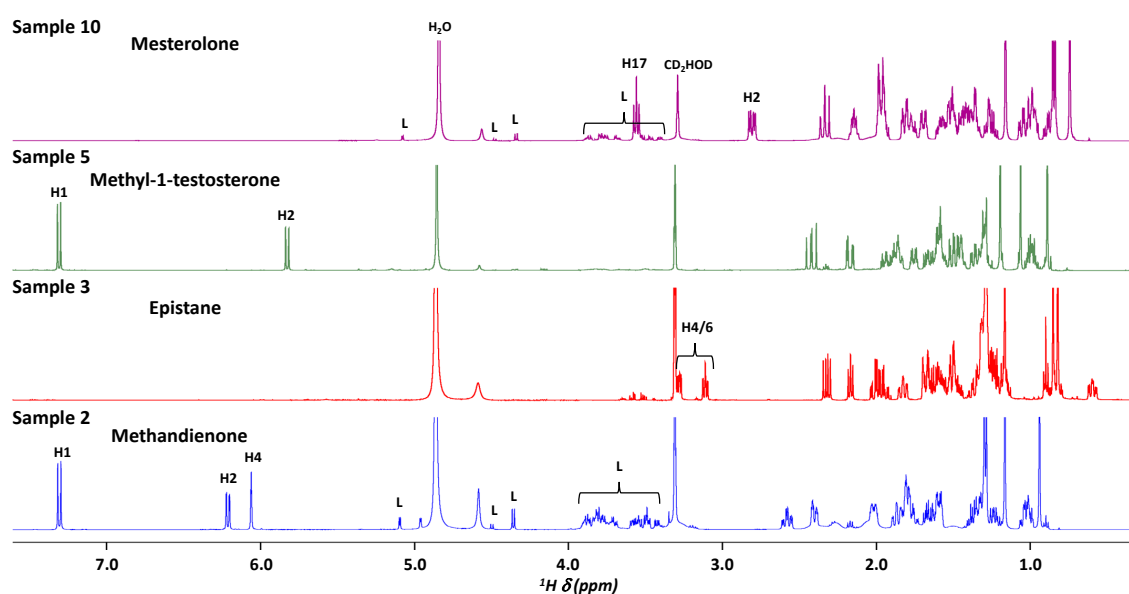 Sample 10
Mesterolone
H₂O
L
L
L
L
H17
CD₂HOD
H2
Sample 5
Methyl-1-testosterone
H1
H2
Sample 3
Epistane
H4/6
Sample 2
Methandienone
H1
H2
H4
L
L
L
L
7.0 6.0 5.0 4.0 3.0 2.0 1.0
¹H δ (ppm)